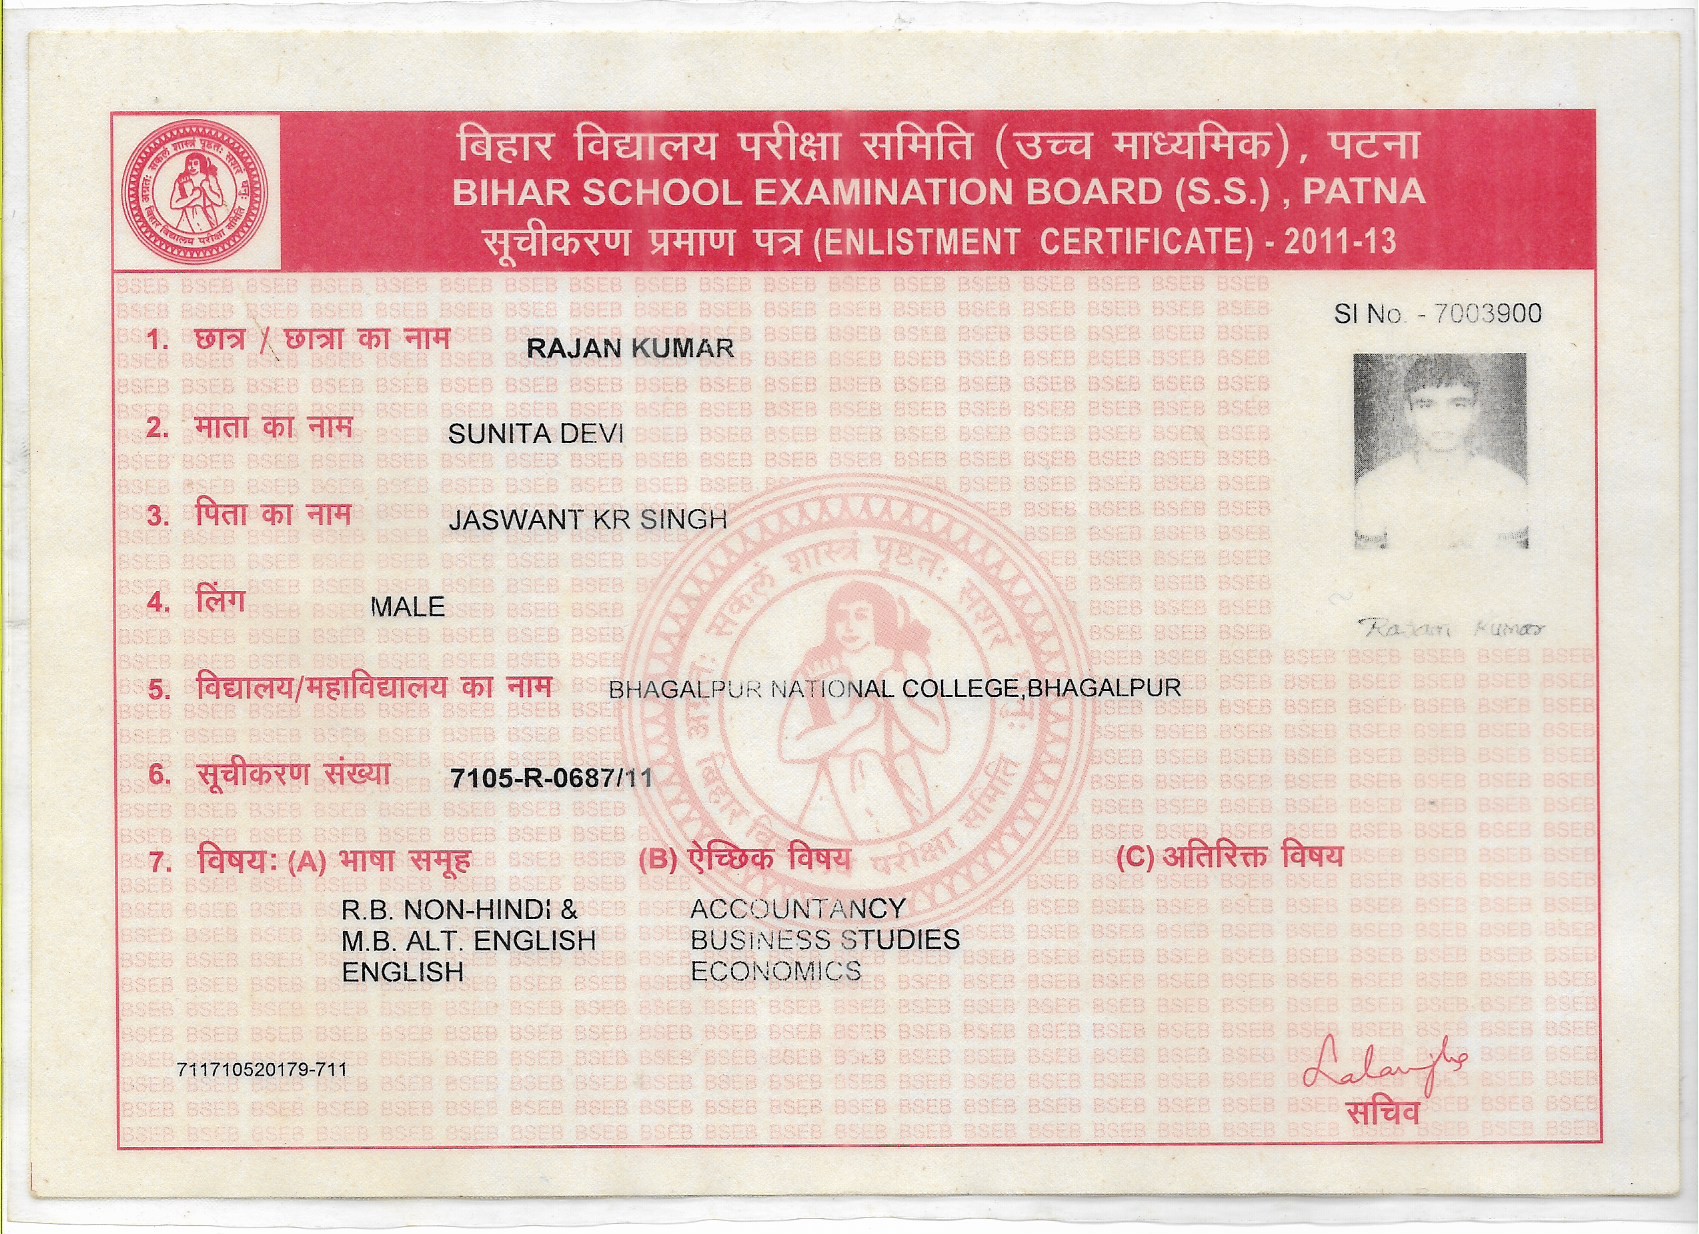 बिहार विद्यालय परीक्षा समिति (उच्च माध्यमिक), पटना
BIHAR SCHOOL EXAMINATION BOARD (S.S.) , PATNA
सूचीकरण प्रमाण पत्र (ENLISTMENT CERTIFICATE) - 2011-13
SI No. - 7003900
1. छात्र / छात्रा का नाम RAJAN KUMAR
2. माता का नाम SUNITA DEVI
3. पिता का नाम JASWANT KR SINGH
4. लिंग MALE
Rajan Kumar
5. विद्यालय/महाविद्यालय का नाम BHAGALPUR NATIONAL COLLEGE,BHAGALPUR
6. सूचीकरण संख्या 7105-R-0687/11
7. विषय: (A) भाषा समूह (B) ऐच्छिक विषय (C) अतिरिक्त विषय
R.B. NON-HINDI & ACCOUNTANCY
M.B. ALT. ENGLISH BUSINESS STUDIES
ENGLISH ECONOMICS
711710520179-711
सचिव